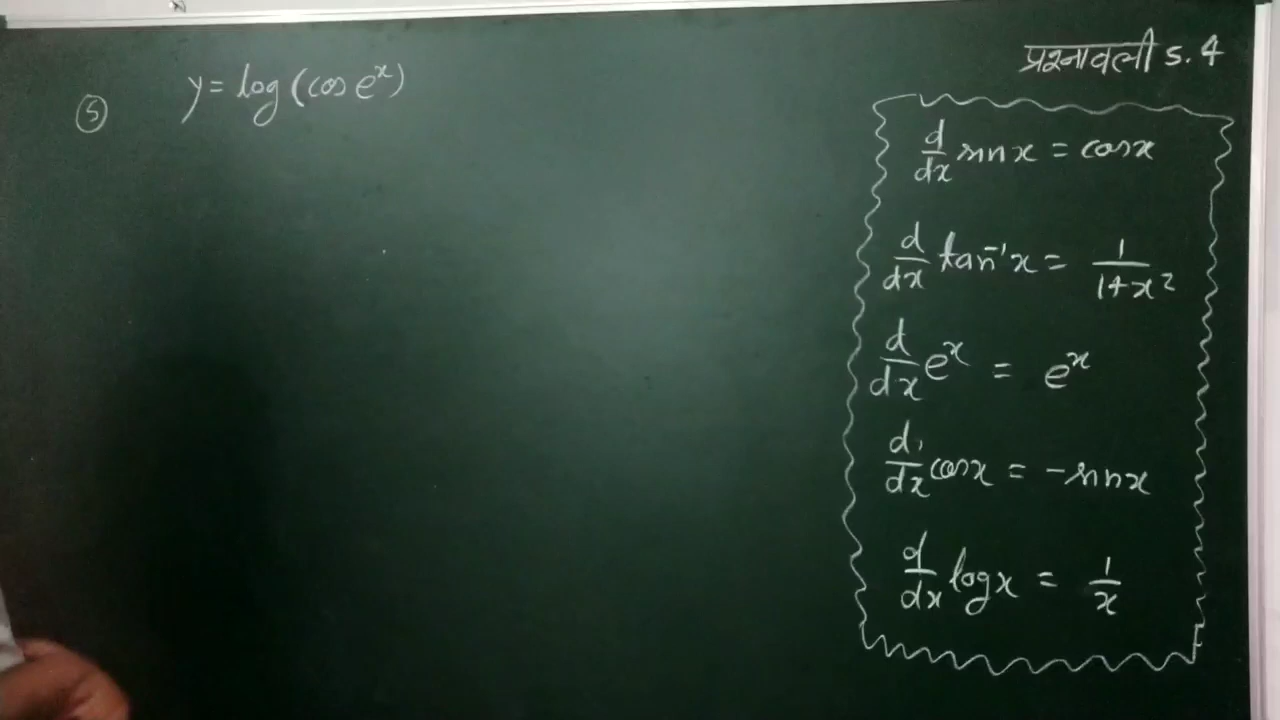 प्रश्नावली 5.4
(5) y = log (cos eˣ)
d/dx sin x = cos x
d/dx tan⁻¹ x = 1/1+x²
d/dx eˣ = eˣ
d/dx cos x = - sin x
d/dx log x = 1/x